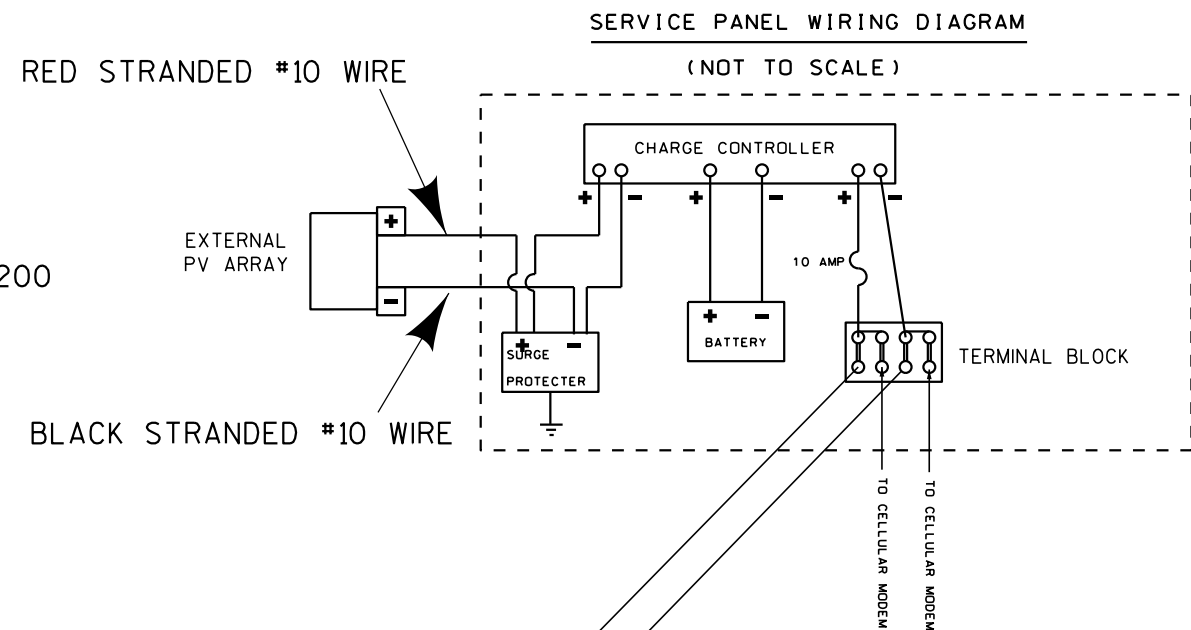 SERVICE PANEL WIRING DIAGRAM
(NOT TO SCALE)
RED STRANDED #10 WIRE
CHARGE CONTROLLER
+ - + - + -
+
EXTERNAL
PV ARRAY
-
200
10 AMP
+ -
BATTERY
+ -
SURGE
PROTECTER
TERMINAL BLOCK
BLACK STRANDED #10 WIRE
TO CELLULAR MODEM
TO CELLULAR MODEM